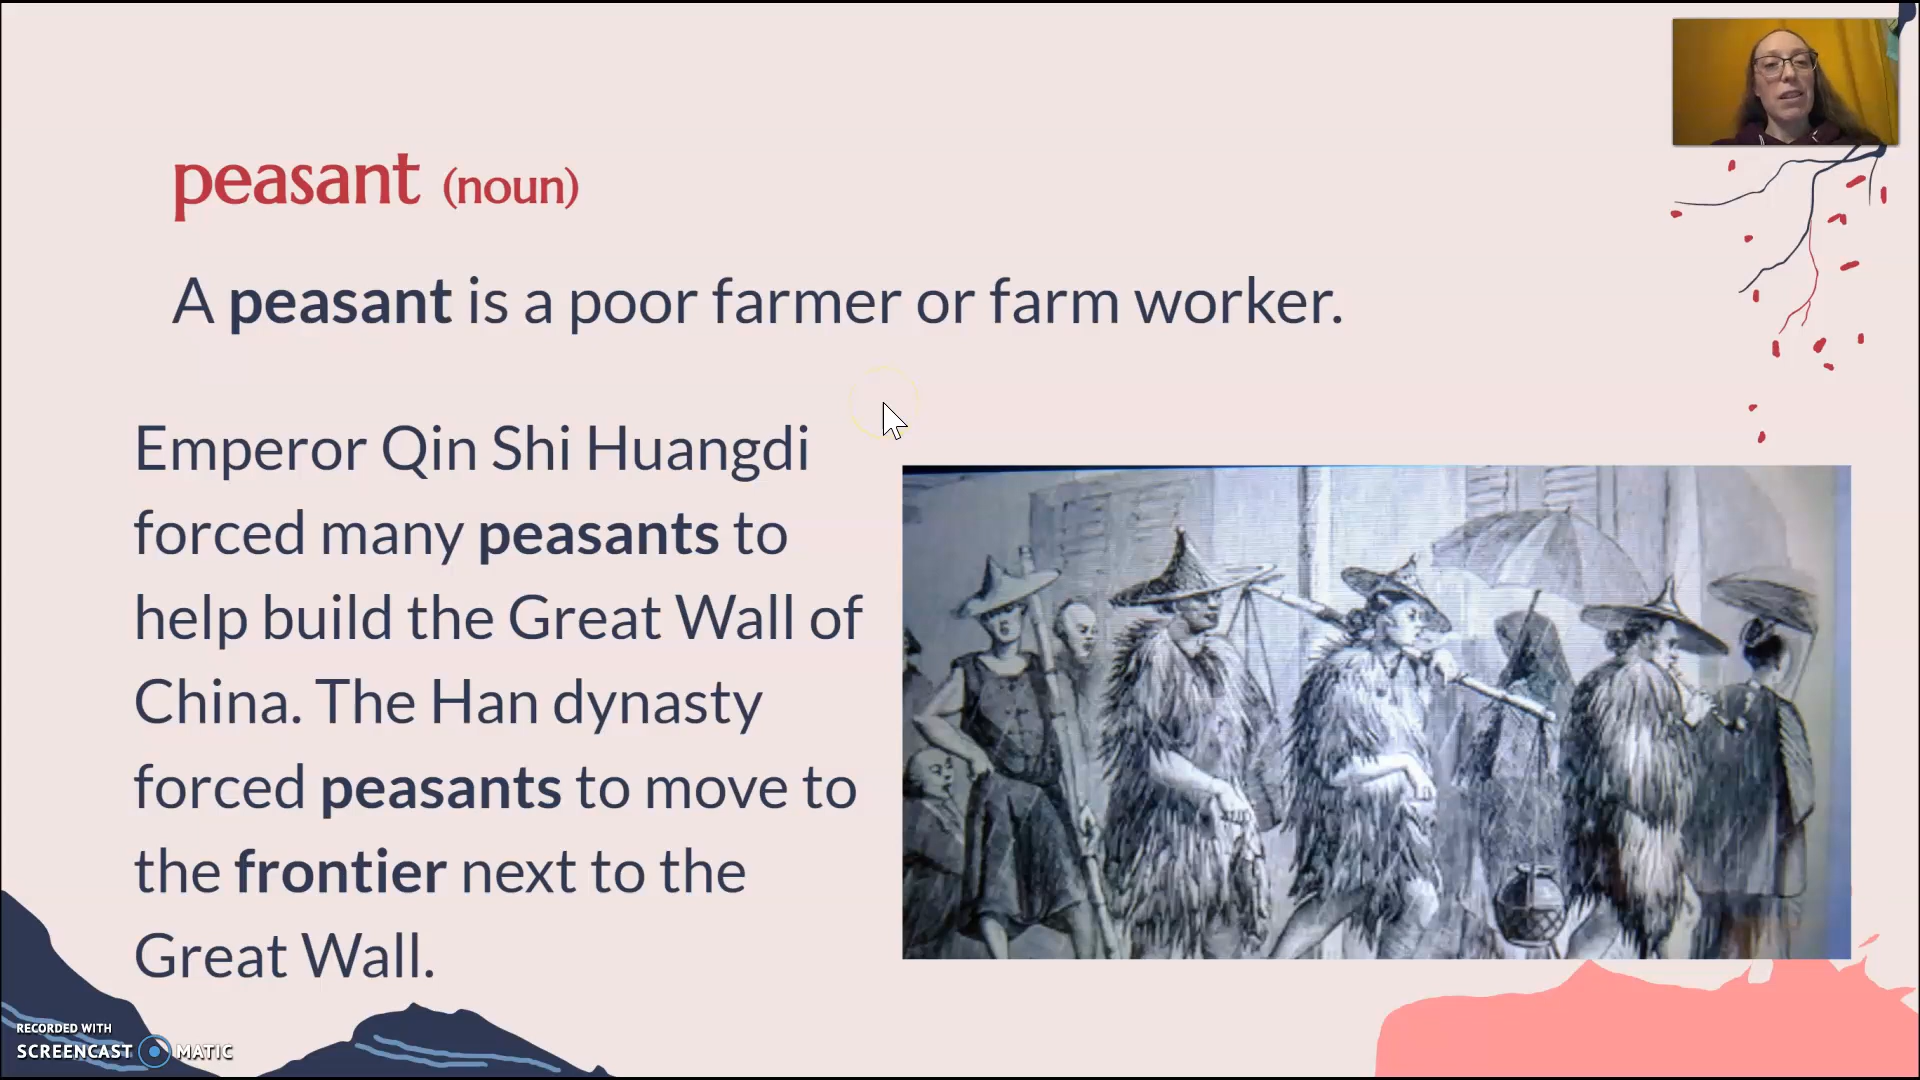 peasant (noun)
A peasant is a poor farmer or farm worker.
Emperor Qin Shi Huangdi
forced many peasants to
help build the Great Wall of
China. The Han dynasty
forced peasants to move to
the frontier next to the
Great Wall.
RECORDED WITH
SCREENCAST MATIC